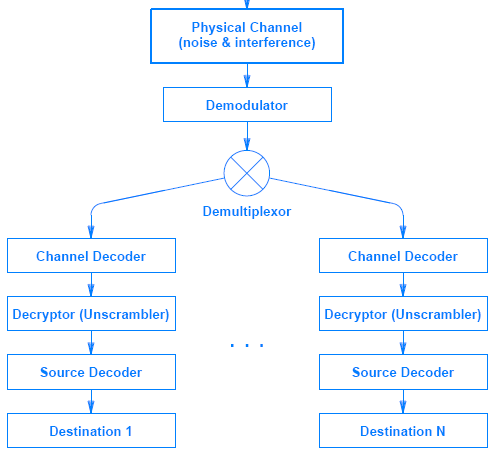 Physical Channel
(noise & interference)
Demodulator
Demultiplexor
Channel Decoder
Channel Decoder
Decryptor (Unscrambler)
Decryptor (Unscrambler)
. . .
Source Decoder
Source Decoder
Destination 1
Destination N